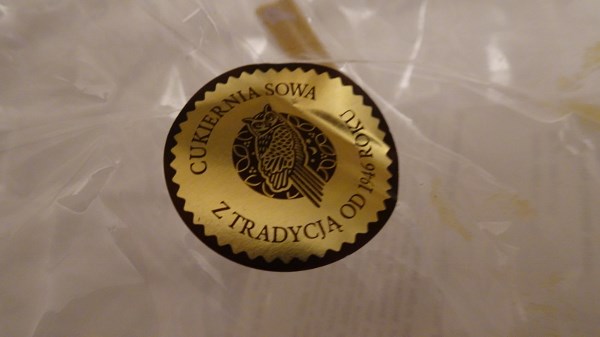 CUKIERNIA SOWA
Z TRADYCJĄ OD 1946 ROKU